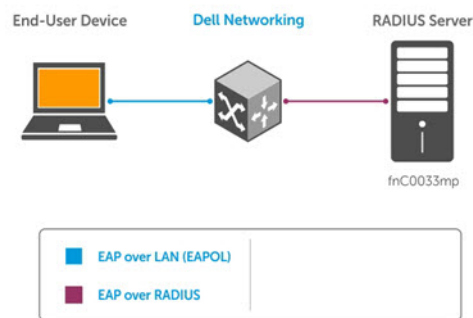 End-User Device
Dell Networking
RADIUS Server
fnC0033mp
EAP over LAN (EAPOL)
EAP over RADIUS